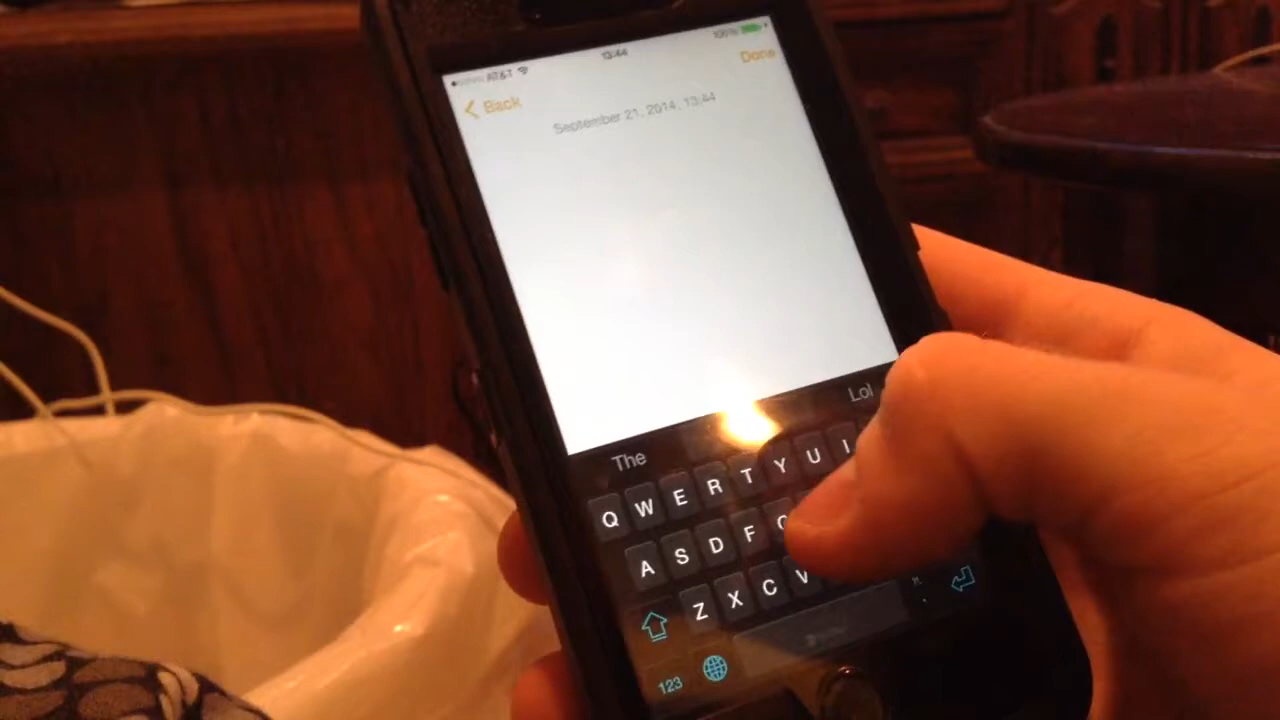 AT&T 13:44 100%
Back Done
September 21, 2014, 13:44
The Lol
Q W E R T Y U I
A S D F G
Z X C V
123